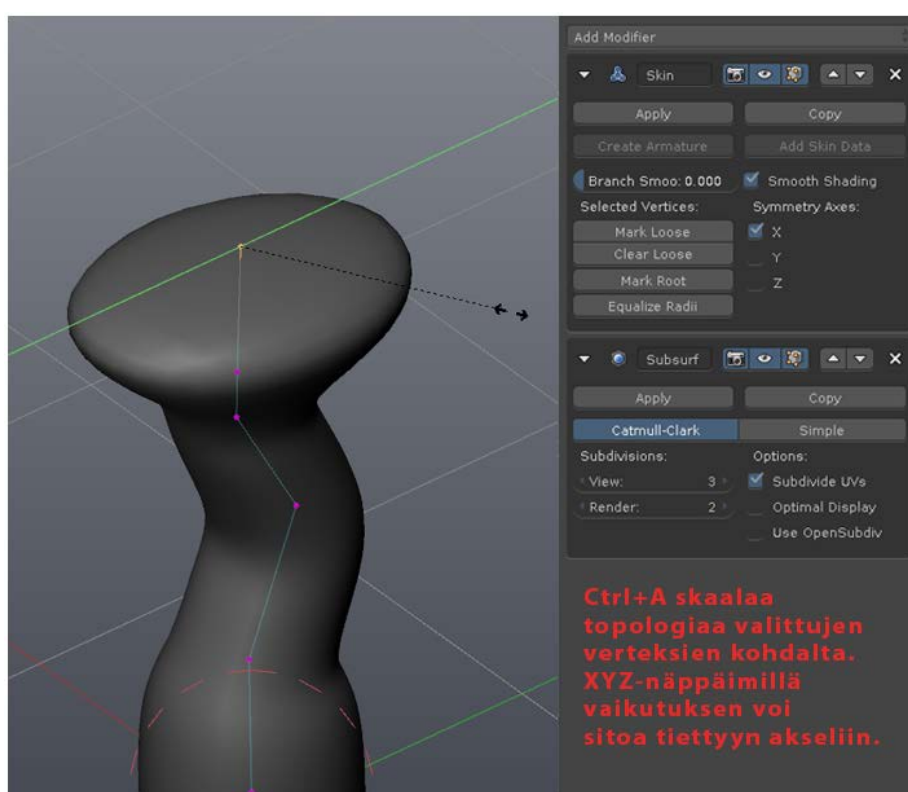 Add Modifier
Skin
Apply Copy
Create Armature Add Skin Data
Branch Smoo: 0.000 Smooth Shading
Selected Vertices: Symmetry Axes:
Mark Loose X
Clear Loose Y
Mark Root Z
Equalize Radii
Subsurf
Apply Copy
Catmull-Clark Simple
Subdivisions: Options:
View: 3 Subdivide UVs
Render: 2 Optimal Display
Use OpenSubdiv
Ctrl+A skaalaa
topologiaa valittujen
verteksien kohdalta.
XYZ-näppäimillä
vaikutuksen voi
sitoa tiettyyn akseliin.